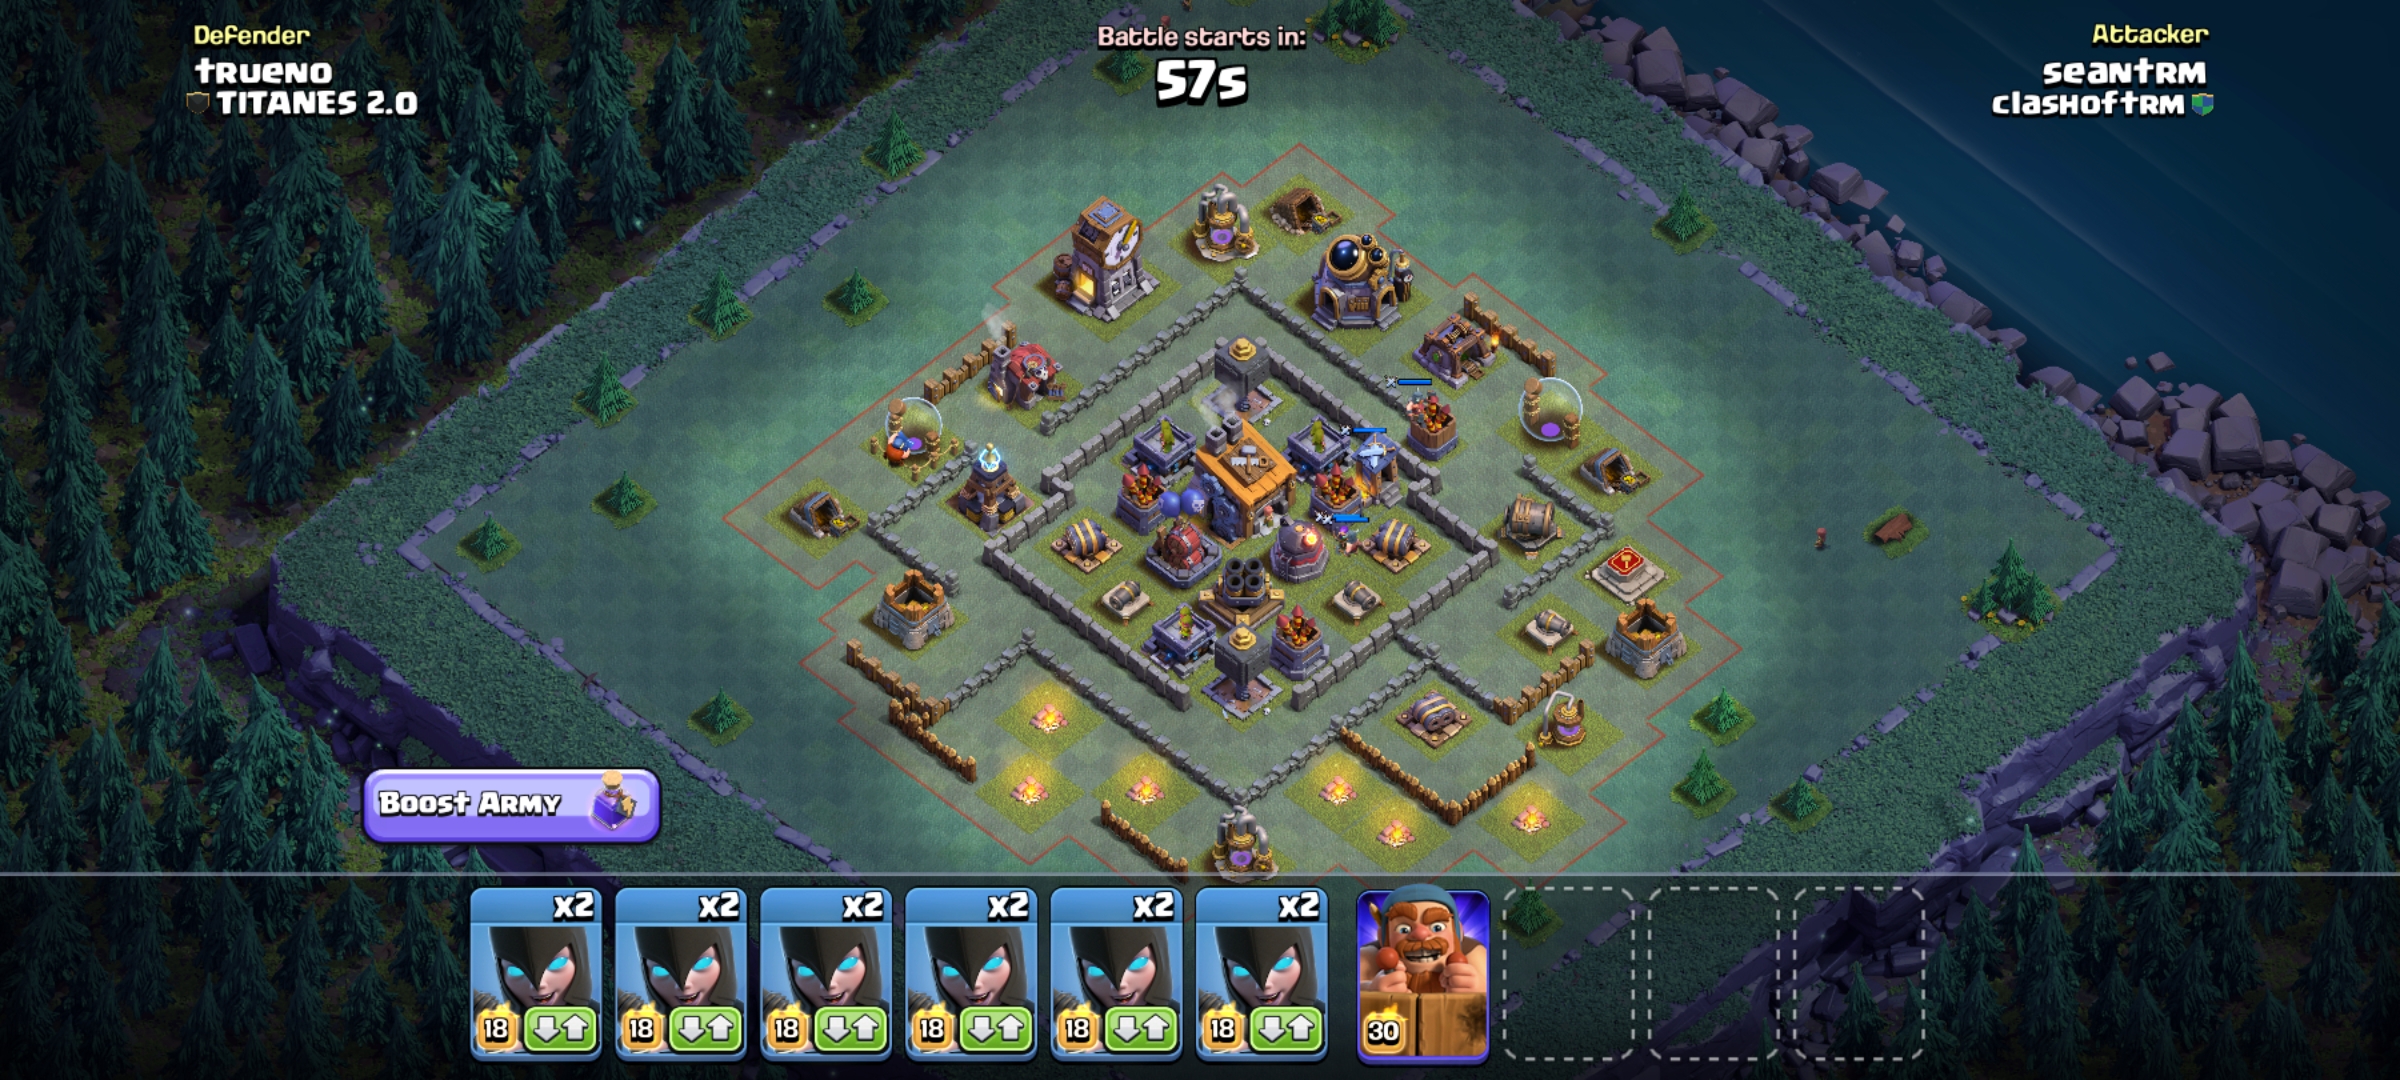 Defender
Battle starts in:
Attacker
tRUeNO
57s
seantRM
TITANES 2.0
clashoftRM
Boost Army
x2
x2
x2
x2
x2
x2
18
18
18
18
18
18
30